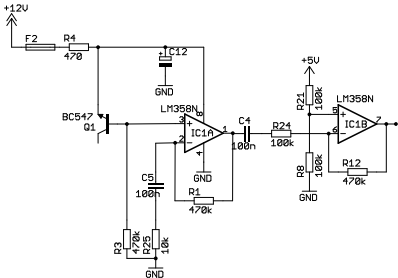 +12V
F2
R4
470
C12
+
GND
BC547
Q1
LM358N
3
2
8
4
1
+
−
IC1A
GND
C4
100n
R24
100k
+5V
R21
100k
LM358N
5
6
7
+
−
IC1B
R8
100k
GND
R12
470k
C5
100n
R1
470k
R3
470k
R25
10k
GND